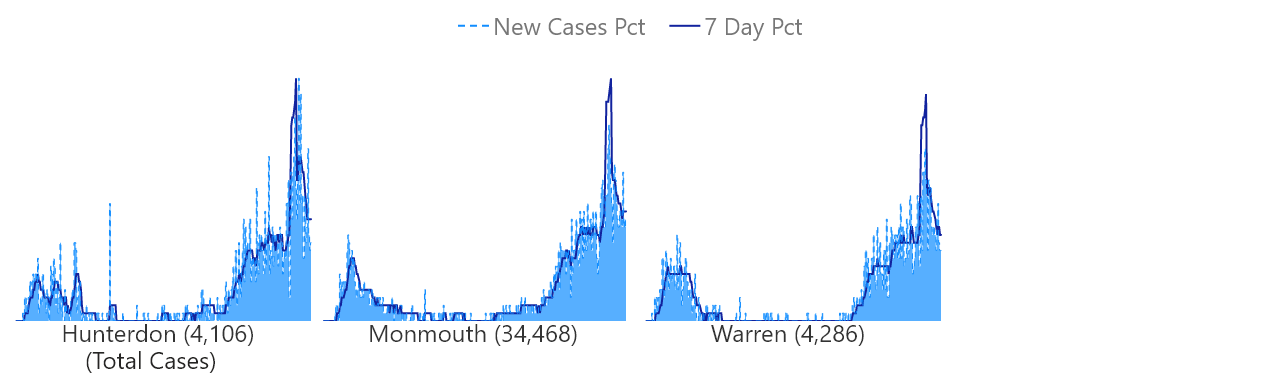 New Cases Pct 7 Day Pct
Hunterdon (4,106) Monmouth (34,468) Warren (4,286)
(Total Cases)